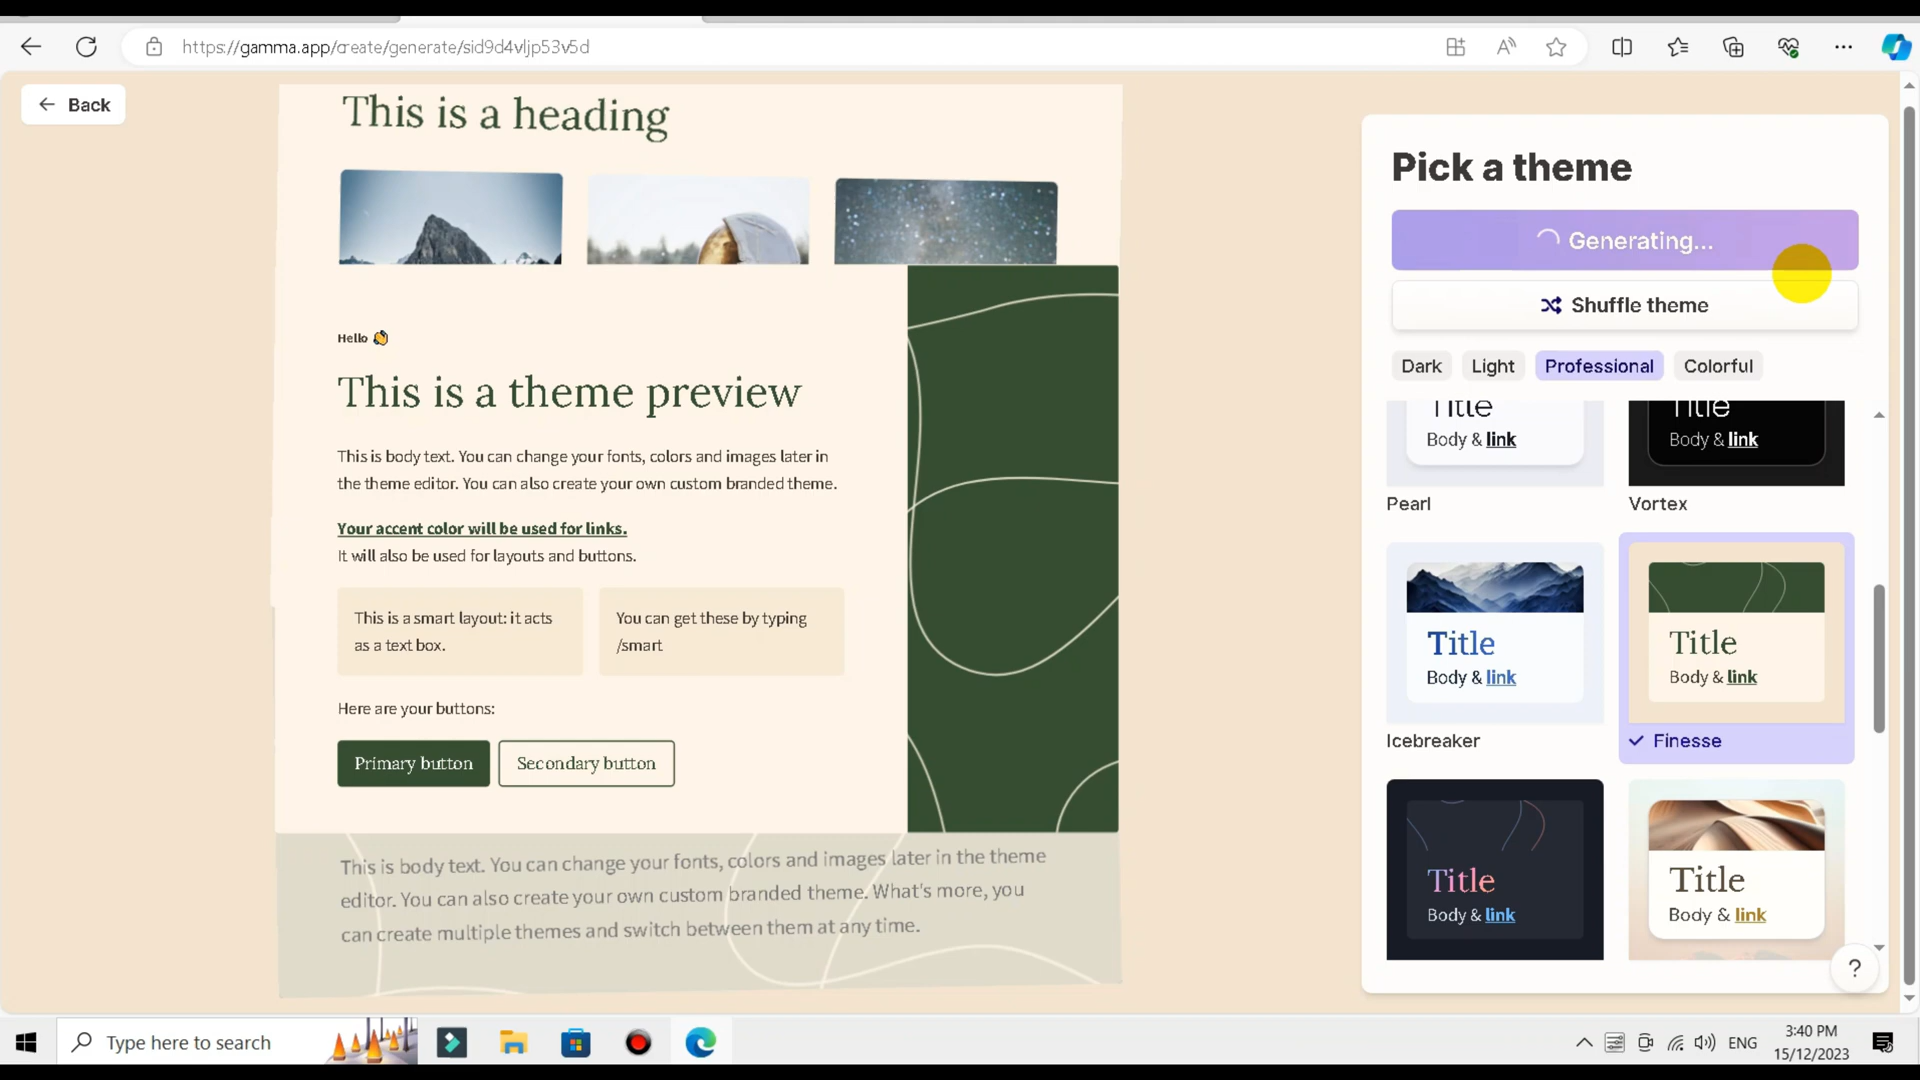 https://gamma.app/create/generate/sid9d4vljp53v5d
Back
This is a heading
Hello
This is a theme preview
This is body text. You can change your fonts, colors and images later in
the theme editor. You can also create your own custom branded theme.
Your accent color will be used for links.
It will also be used for layouts and buttons.
This is a smart layout: it acts
as a text box.
You can get these by typing
/smart
Here are your buttons:
Primary button
Secondary button
This is body text. You can change your fonts, colors and images later in the theme
editor. You can also create your own custom branded theme. What's more, you
can create multiple themes and switch between them at any time.
Pick a theme
Generating...
Shuffle theme
Dark
Light
Professional
Colorful
Title
Body & link
Pearl
Title
Body & link
Vortex
Title
Body & link
Icebreaker
Title
Body & link
Finesse
Title
Body & link
Title
Body & link
?
Type here to search
ENG
3:40 PM
15/12/2023